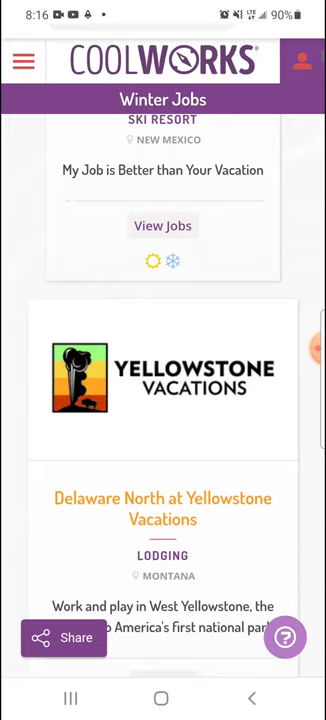 8:16
LTE
90%
COOLWORKS®
Winter Jobs
SKI RESORT
NEW MEXICO
My Job is Better than Your Vacation
View Jobs
YELLOWSTONE
VACATIONS
Delaware North at Yellowstone
Vacations
LODGING
MONTANA
Work and play in West Yellowstone, the
to America's first national park
Share
?